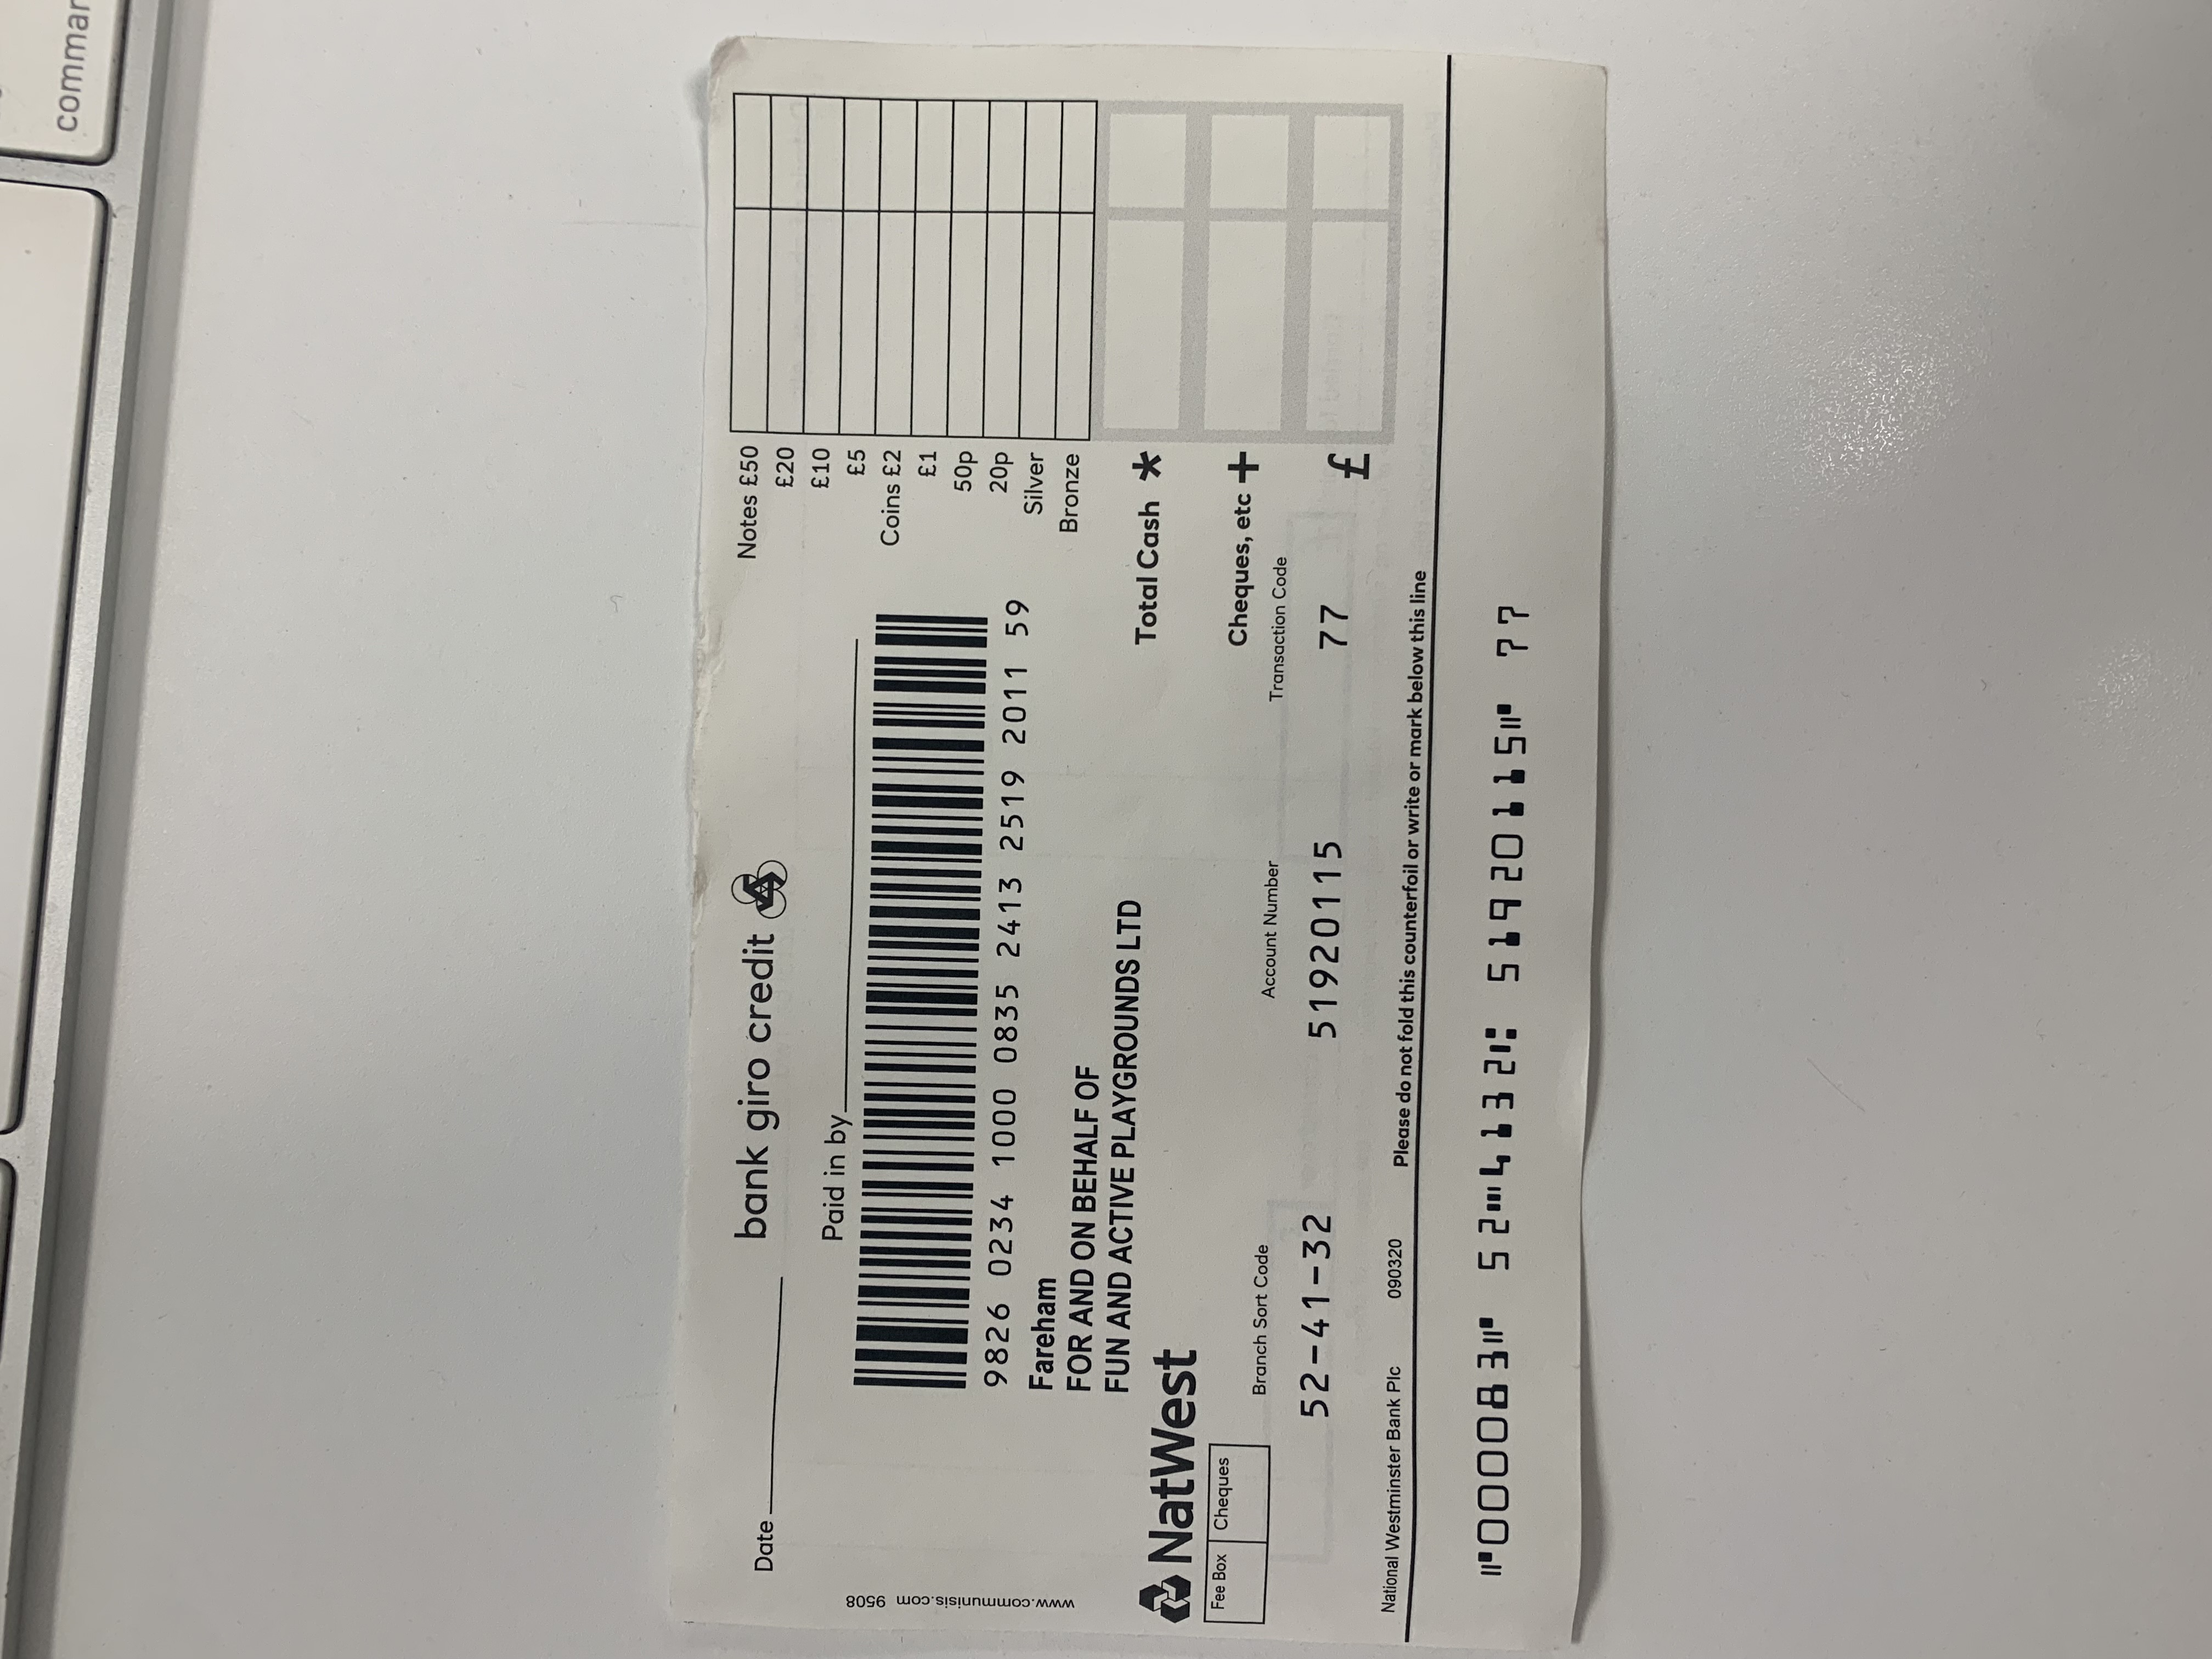 command
Date
bank giro credit
Paid in by
Notes £50
£20
£10
£5
Coins £2
£1
50p
20p
Silver
Bronze
9826 0234 1000 0835 2413 2519 2011 59
Fareham
FOR AND ON BEHALF OF
FUN AND ACTIVE PLAYGROUNDS LTD
Total Cash *
NatWest
Cheques, etc +
Fee Box Cheques
Branch Sort Code Account Number Transaction Code
52-41-32 51920115 77
£
National Westminster Bank Plc 090320 Please do not fold this counterfoil or write or mark below this line
⑈000083⑈ 52⑉4132⑆ 51920115⑈ 77
www.communisis.com 9508